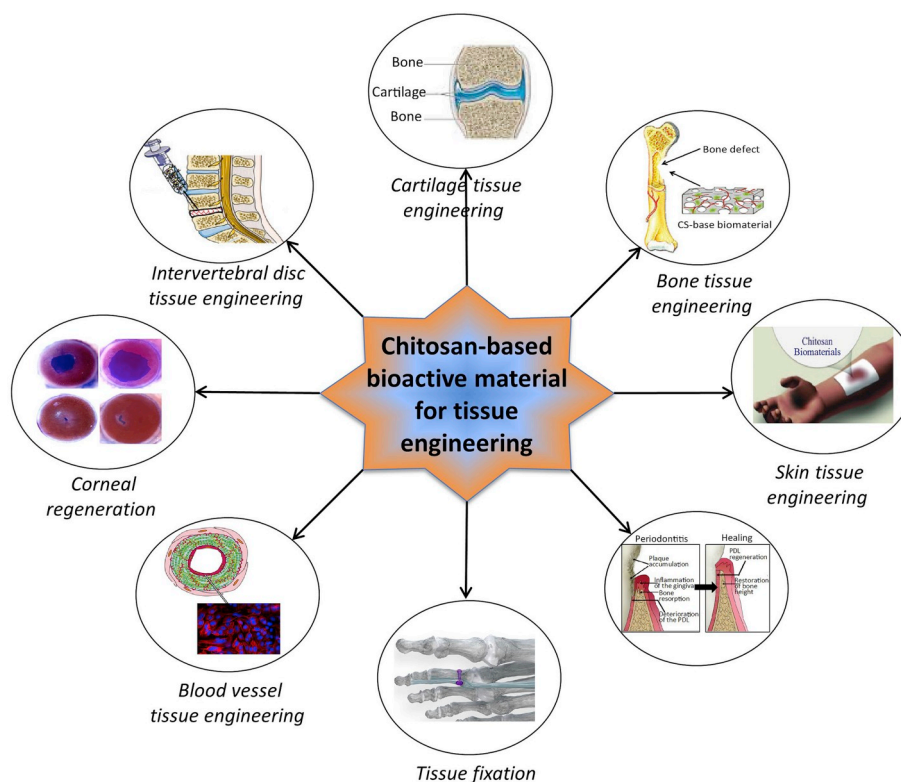 Bone
Cartilage
Bone
Cartilage tissue
engineering
Bone defect
CS-base biomaterial
Bone tissue
engineering
Intervertebral disc
tissue engineering
Chitosan-based
bioactive material
for tissue
engineering
Chitosan
Biomaterials
Skin tissue
engineering
Corneal
regeneration
Periodontitis
Plaque
accumulation
Inflammation
of the gingiva
Bone
resorption
Deterioration
of the PDL
Healing
PDL
regeneration
Restoration
of bone
height
Blood vessel
tissue engineering
Tissue fixation